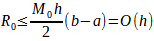 R₀ ≤ M₀h/2 (b−a) = O(h)